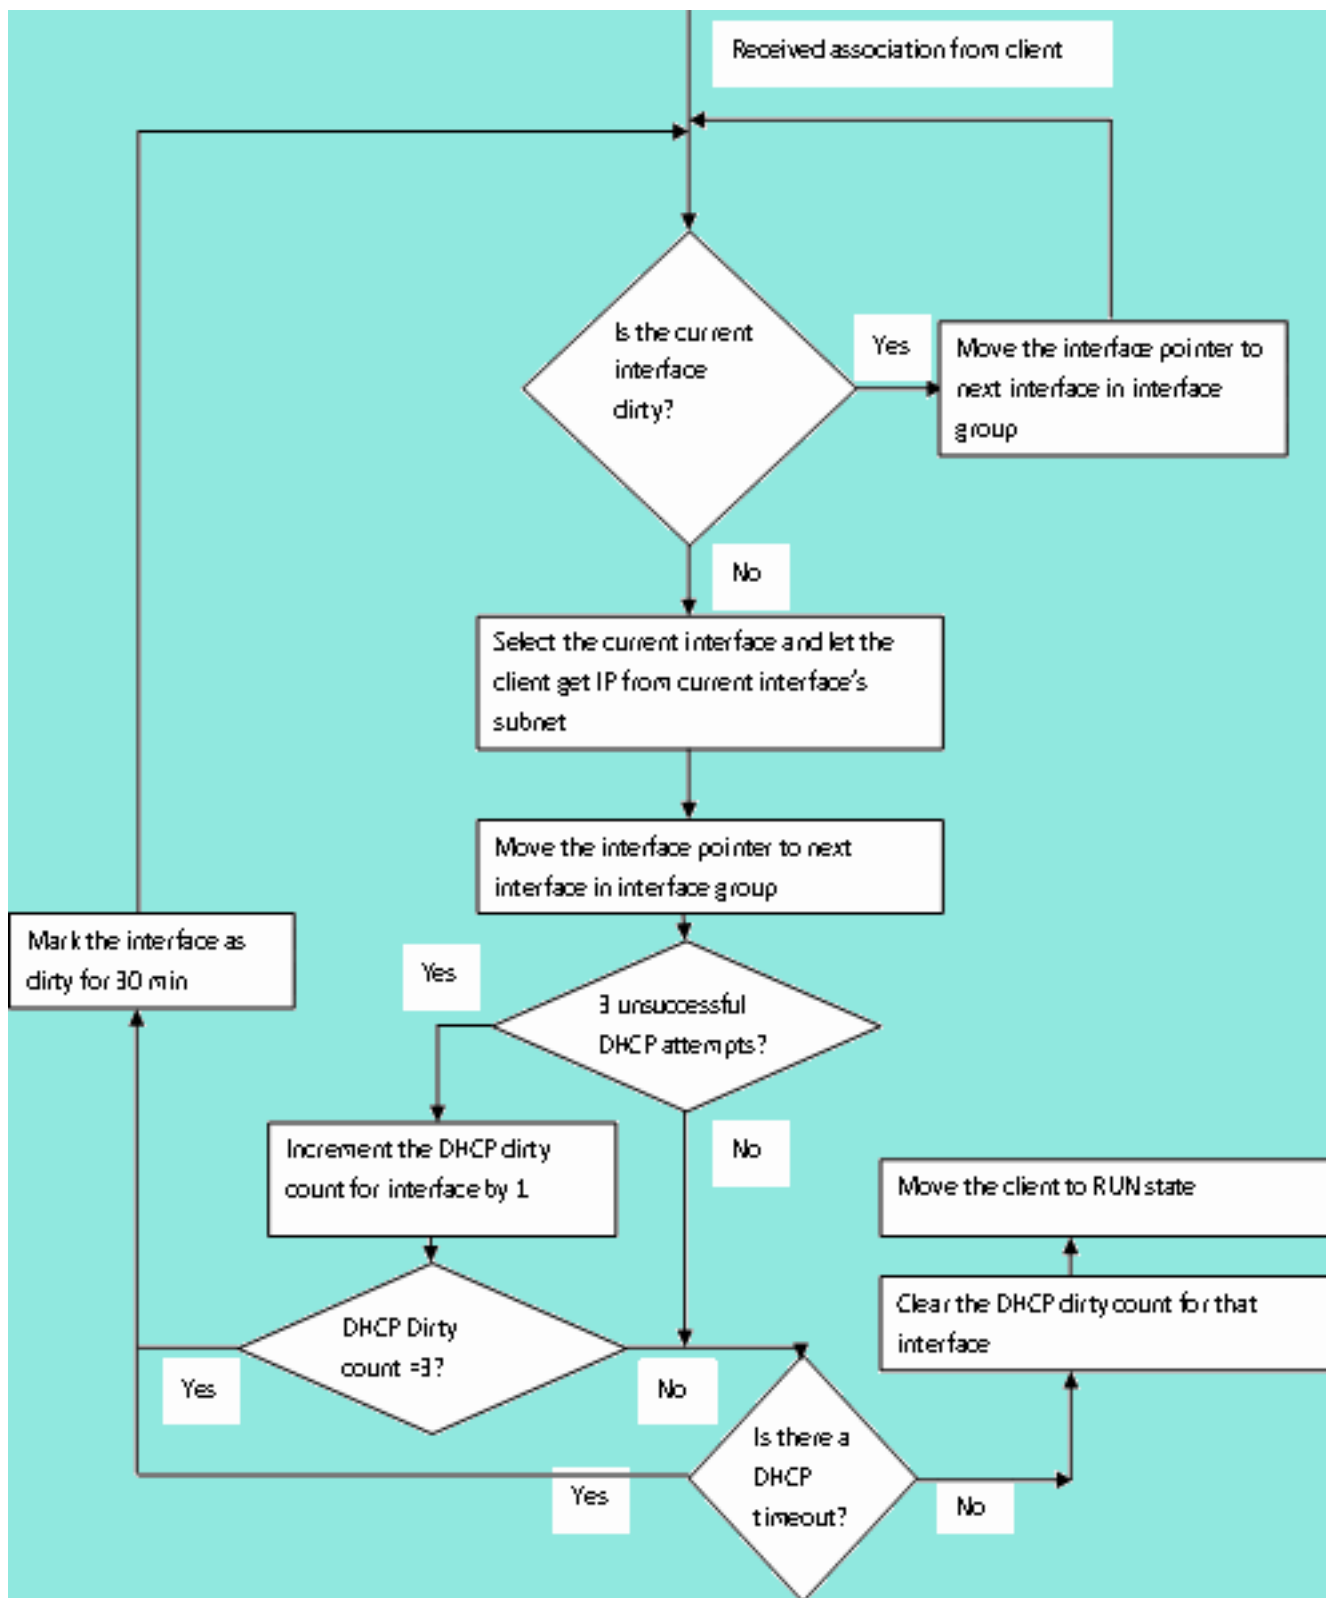 Received association from client
Is the current
interface
dirty?
Yes
Move the interface pointer to
next interface in interface
group
No
Select the current interface and let the
client get IP from current interface's
subnet
Move the interface pointer to next
interface in interface group
Mark the interface as
dirty for 30 min
Yes
3 unsuccessful
DHCP attempts?
Increment the DHCP dirty
count for interface by 1
No
Move the client to RUN state
Clear the DHCP dirty count for that
interface
DHCP Dirty
count =3?
Yes
No
Is there a
DHCP
timeout?
Yes
No